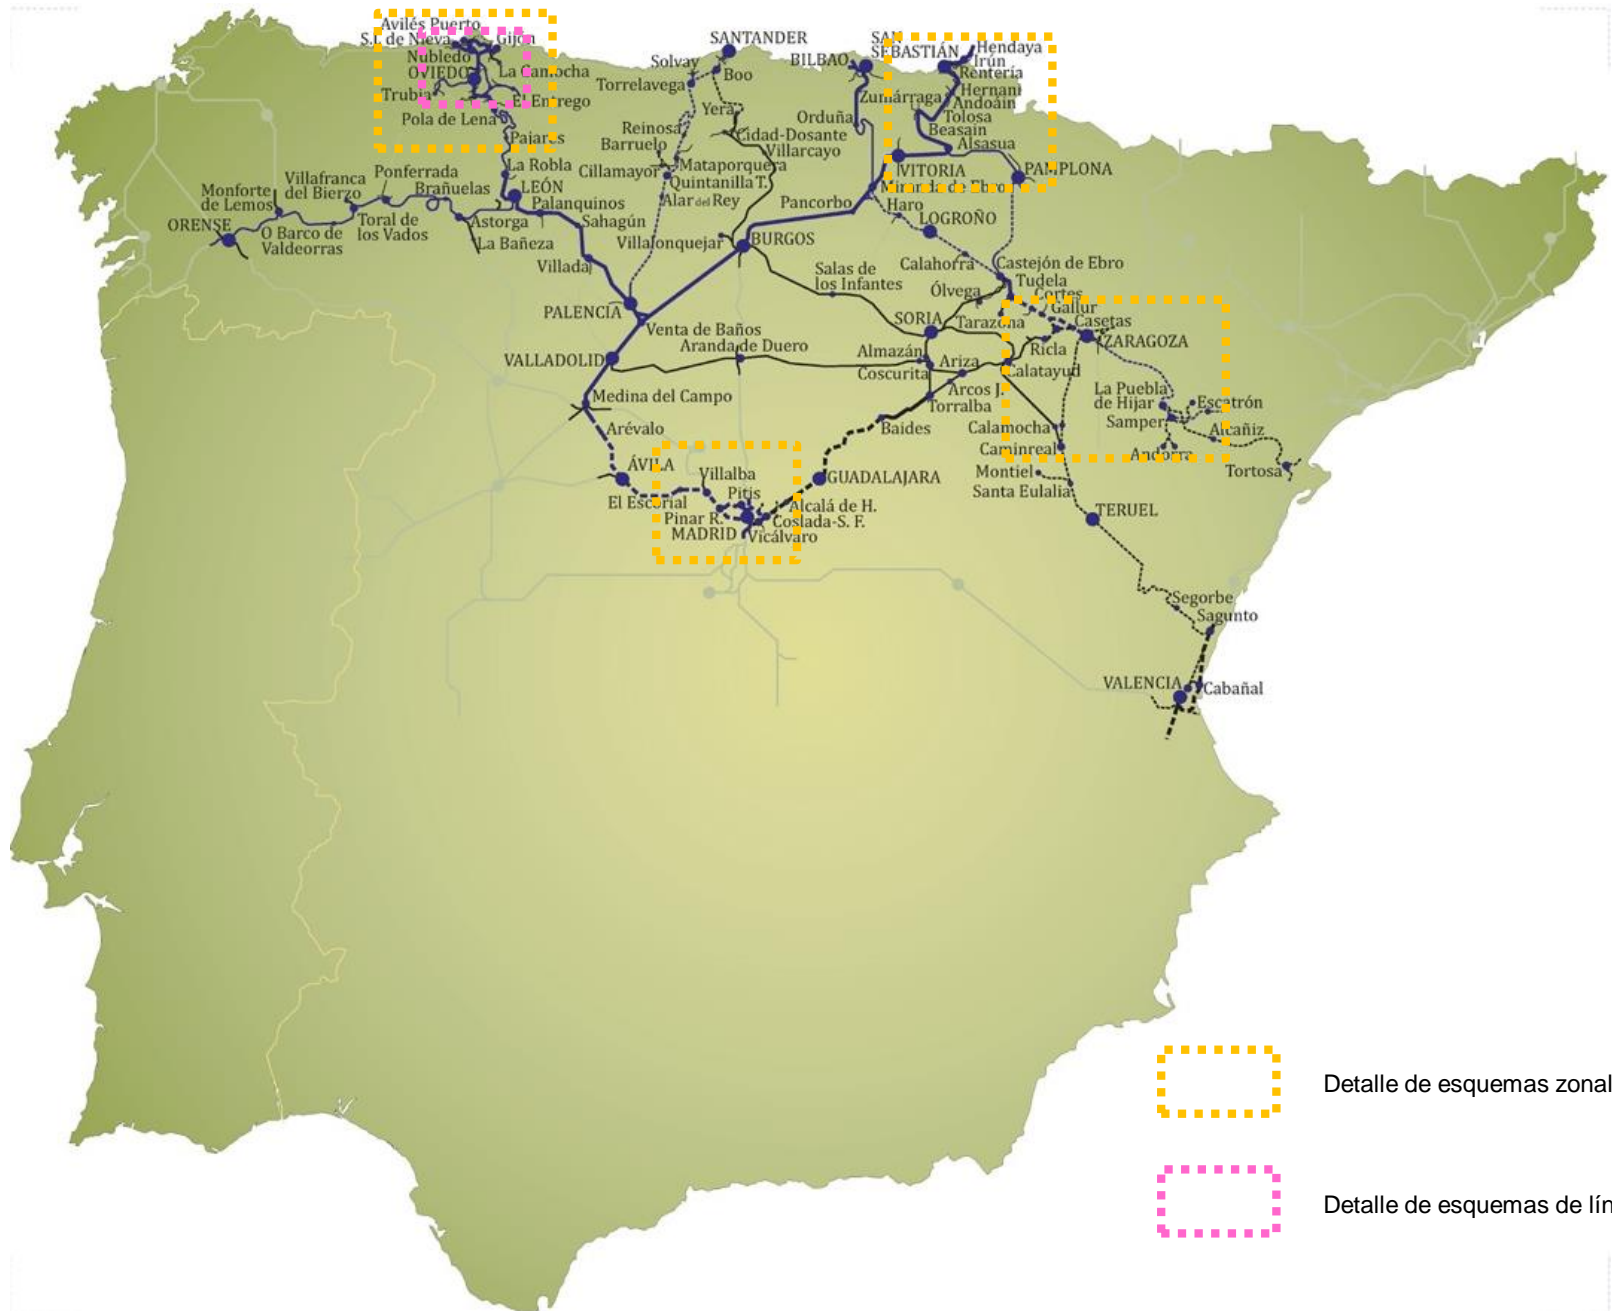 Avilés Puerto
S.J. de Nieva
Gijón
Nubledo
OVIEDO
La Camocha
Trubia
El Entrego
Pola de Lena
Pajares
La Robla
LEÓN
Palanquinos
Sahagún
Astorga
La Bañeza
Brañuelas
Ponferrada
Villafranca
del Bierzo
Toral de
los Vados
Monforte
de Lemos
ORENSE
O Barco de
Valdeorras
Villada
PALENCIA
Venta de Baños
VALLADOLID
Aranda de Duero
Medina del Campo
Arévalo
ÁVILA
El Escorial
Villalba
Pitis
Pinar R.
MADRID
Vicálvaro
Coslada-S. F.
Alcalá de H.
GUADALAJARA
Baides
Torralba
Arcos J.
Ariza
Coscurita
Almazán
SORIA
Salas de
los Infantes
BURGOS
Villafonquejar
SANTANDER
Solvay
Boo
Torrelavega
Yera
Cidad-Dosante
Villarcayo
Reinosa
Barruelo
Cillamayor
Mataporquera
Quintanilla T.
Alar del Rey
BILBAO
Orduña
SAN
SEBASTIÁN
Hendaya
Irún
Rentería
Hernani
Andoáin
Tolosa
Zumárraga
Beasain
Alsasua
VITORIA
PAMPLONA
Miranda de Ebro
Pancorbo
Haro
LOGROÑO
Calahorra
Castejón de Ebro
Tudela
Cortes
Gallur
Ólvega
Tarazona
Casetas
ZARAGOZA
Ricla
Calatayud
La Puebla
de Hijar
Escatrón
Samper
Alcañiz
Andorra
Tortosa
Calamocha
Caminreal
Montiel
Santa Eulalia
TERUEL
Segorbe
Sagunto
VALENCIA
Cabañal
Detalle de esquemas zonal
Detalle de esquemas de lín